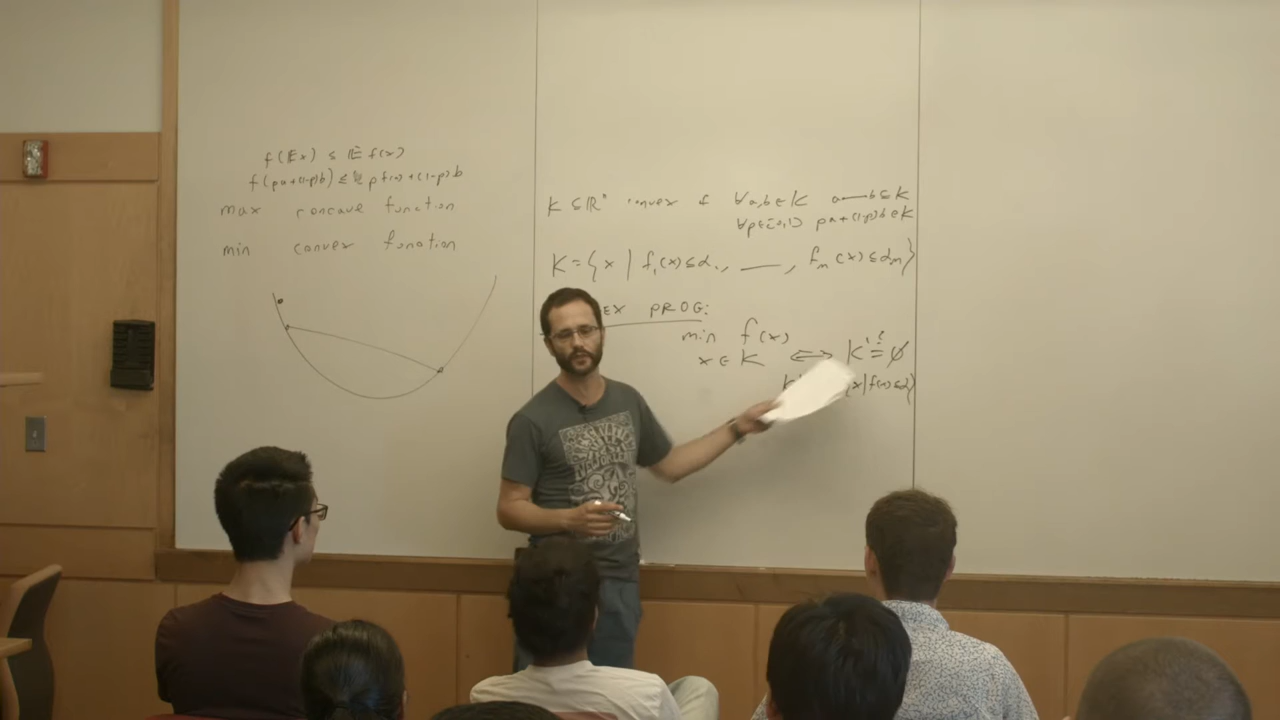 f(𝔼x) ≤ 𝔼 f(x)
f(pa+(1-p)b) ≤ p f(a)+(1-p)b
max concave function
min convex function
K ⊆ ℝⁿ convex if ∀a,b∈K a—b⊆K
∀p∈[0,1] pa+(1-p)b∈K
K={x | f₁(x)≤α₁, —, fₘ(x)≤αₘ}
EX PROG:
min f(x)
x∈K ⟺ K' ≟ ∅
x|f(x)≤α}